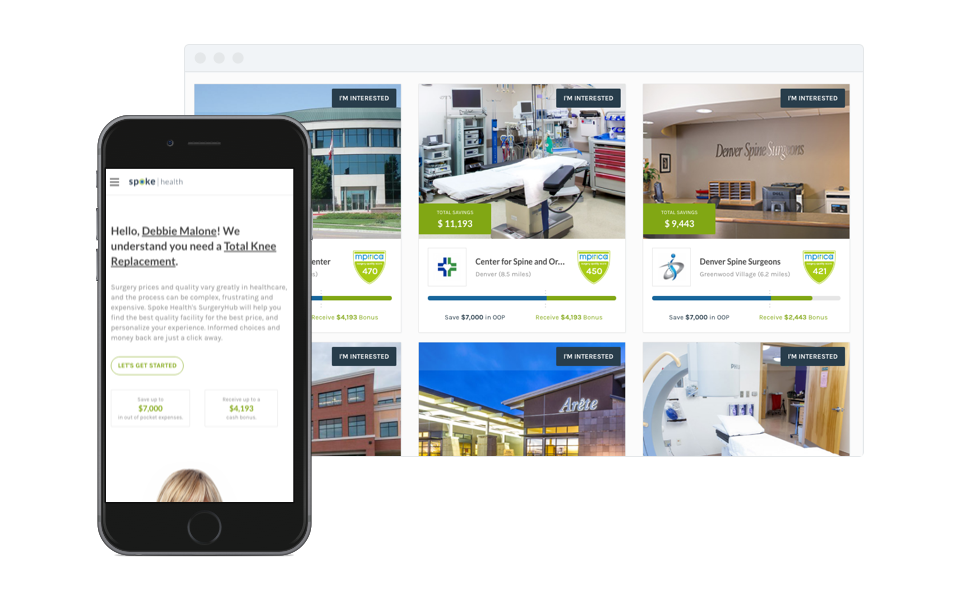 spoke | health
Hello, Debbie Malone! We
understand you need a Total Knee
Replacement.
Surgery prices and quality vary greatly in healthcare,
and the process can be complex, frustrating and
expensive. Spoke Health's SurgeryHub will help you
find the best quality facility for the best price, and
personalize your experience. Informed choices and
money back are just a click away.
LET'S GET STARTED
Save up to
$7,000
in out of pocket expenses.
Receive up to a
$4,193
cash bonus.
I'M INTERESTED
enter
s)
mpirica
470
Receive $4,193 Bonus
I'M INTERESTED
TOTAL SAVINGS
$ 11,193
Center for Spine and Or...
Denver (8.5 miles)
mpirica
450
Save $7,000 in OOP
Receive $4,193 Bonus
I'M INTERESTED
Denver Spine Surgeons
TOTAL SAVINGS
$ 9,443
Denver Spine Surgeons
Greenwood Village (6.2 miles)
mpirica
421
Save $7,000 in OOP
Receive $2,443 Bonus
I'M INTERESTED
I'M INTERESTED
Arête
I'M INTERESTED